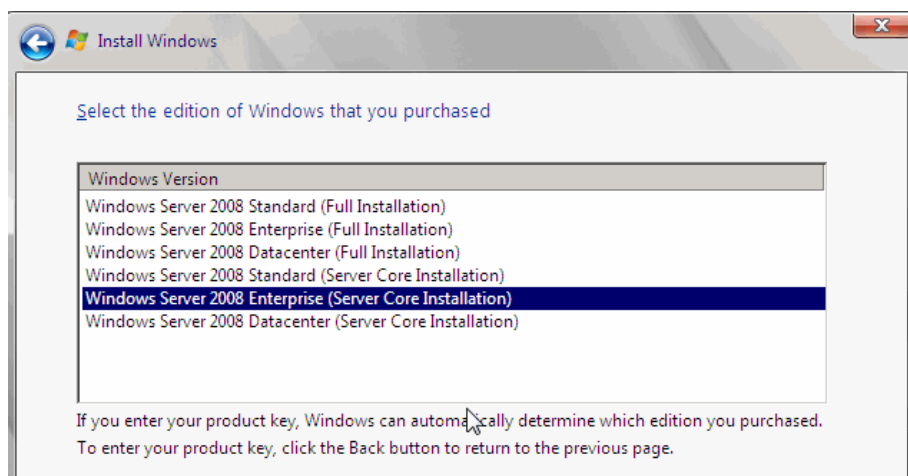 Install Windows
Select the edition of Windows that you purchased
Windows Version
Windows Server 2008 Standard (Full Installation)
Windows Server 2008 Enterprise (Full Installation)
Windows Server 2008 Datacenter (Full Installation)
Windows Server 2008 Standard (Server Core Installation)
Windows Server 2008 Enterprise (Server Core Installation)
Windows Server 2008 Datacenter (Server Core Installation)
If you enter your product key, Windows can automatically determine which edition you purchased.
To enter your product key, click the Back button to return to the previous page.